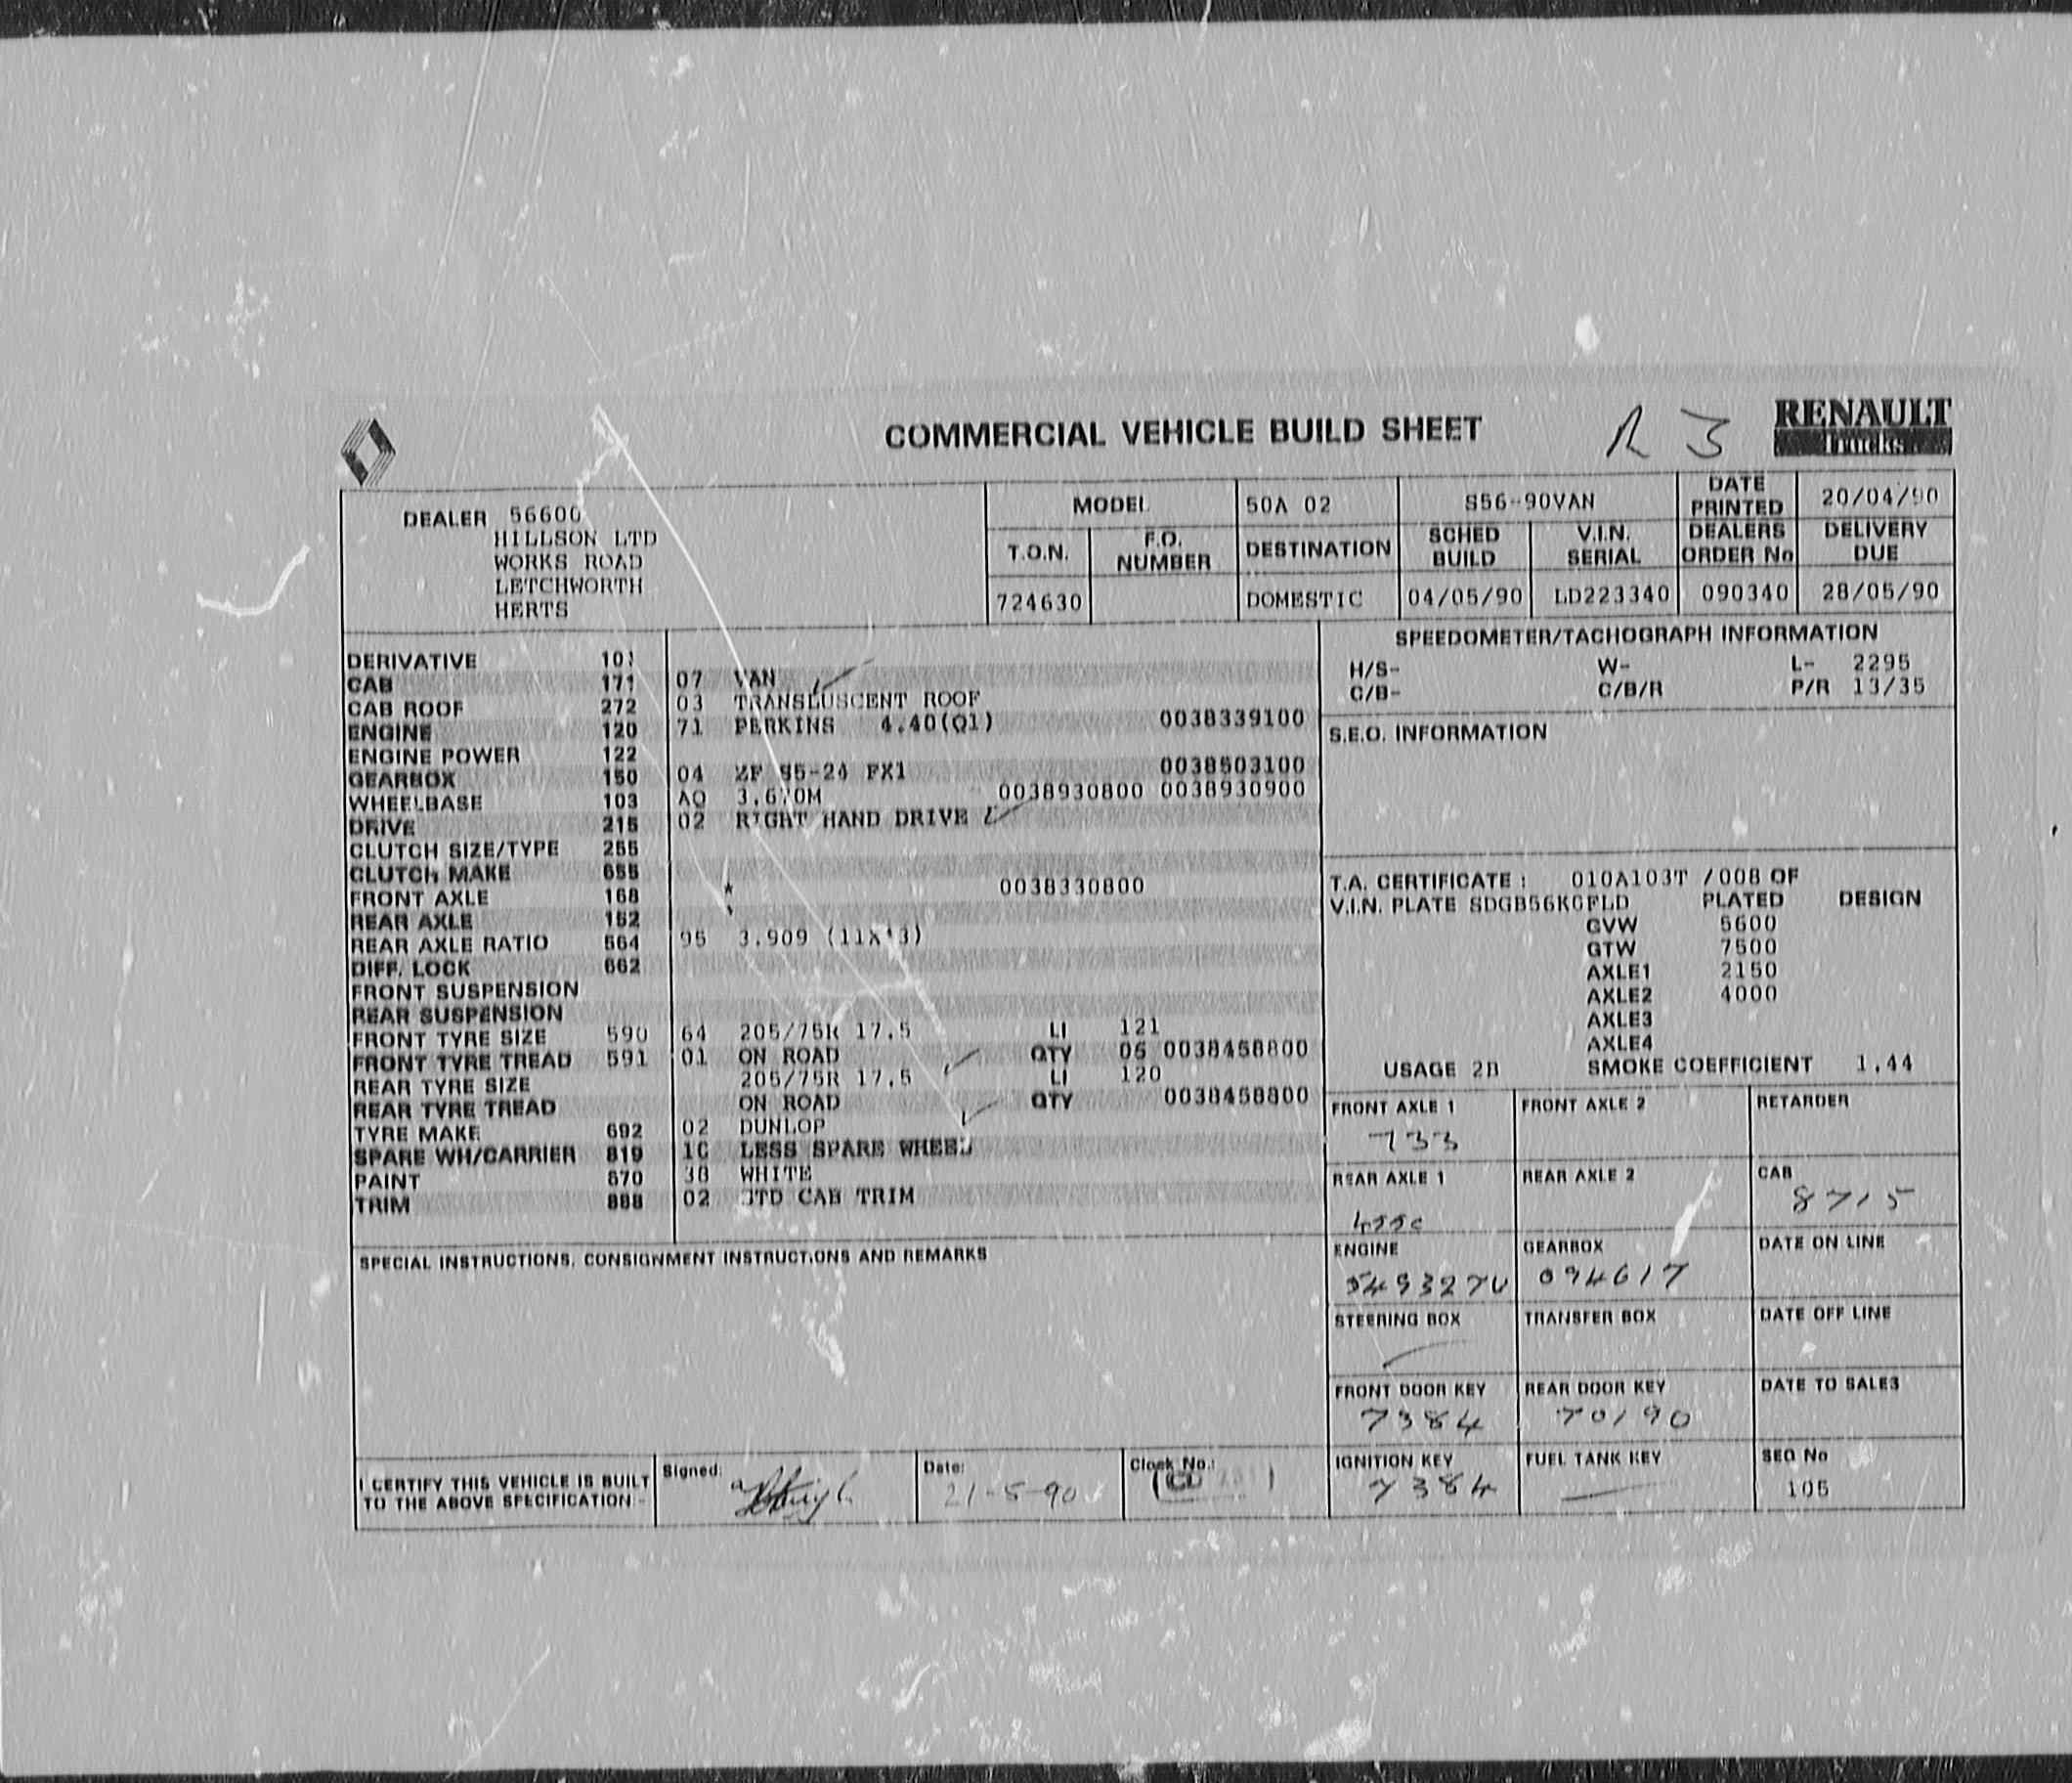 COMMERCIAL VEHICLE BUILD SHEET
R 3
RENAULT
Trucks
DEALER 56600
HILLSON LTD
WORKS ROAD
LETCHWORTH
HERTS
MODEL 50A 02 S56-90VAN DATE PRINTED 20/04/90
T.O.N. F.O. NUMBER DESTINATION SCHED BUILD V.I.N. SERIAL DEALERS ORDER No DELIVERY DUE
724630 DOMESTIC 04/05/90 LD223340 090340 28/05/90
DERIVATIVE 101
CAB 171 07 VAN
CAB ROOF 272 03 TRANSLUSCENT ROOF
ENGINE 120 71 PERKINS 4.40(Q1) 0038339100
ENGINE POWER 122
GEARBOX 150 04 ZF S5-24 FX1 0038503100
WHEELBASE 103 AQ 3.670M 0038930800 0038930900
DRIVE 215 02 RIGHT HAND DRIVE
CLUTCH SIZE/TYPE 255
CLUTCH MAKE 655
FRONT AXLE 168 * 0038330800
REAR AXLE 152
REAR AXLE RATIO 564 95 3.909 (11X43)
DIFF. LOCK 662
FRONT SUSPENSION
REAR SUSPENSION
FRONT TYRE SIZE 590 64 205/75R 17.5 LI 121
FRONT TYRE TREAD 591 01 ON ROAD QTY 06 0038458800
REAR TYRE SIZE 205/75R 17.5 LI 120
REAR TYRE TREAD ON ROAD QTY 0038458800
TYRE MAKE 692 02 DUNLOP
SPARE WH/CARRIER 819 1C LESS SPARE WHEEL
PAINT 670 38 WHITE
TRIM 888 02 STD CAB TRIM
SPEEDOMETER/TACHOGRAPH INFORMATION
H/S- W- L- 2295
C/B- C/B/R P/R 13/35
S.E.O. INFORMATION
T.A. CERTIFICATE : 010A103T /008 OF
V.I.N. PLATE SDGB56KOFLD PLATED DESIGN
GVW 5600
GTW 7500
AXLE1 2150
AXLE2 4000
AXLE3
AXLE4
USAGE 2B SMOKE COEFFICIENT 1.44
FRONT AXLE 1 FRONT AXLE 2 RETARDER
733
REAR AXLE 1 REAR AXLE 2 CAB
8715
ENGINE GEARBOX DATE ON LINE
094617
STEERING BOX TRANSFER BOX DATE OFF LINE
FRONT DOOR KEY REAR DOOR KEY DATE TO SALES
7384 70190
IGNITION KEY FUEL TANK KEY SEQ No
7384 105
SPECIAL INSTRUCTIONS, CONSIGNMENT INSTRUCTIONS AND REMARKS
I CERTIFY THIS VEHICLE IS BUILT
TO THE ABOVE SPECIFICATION -
Signed:
Date:
21-5-90
Clock No.: